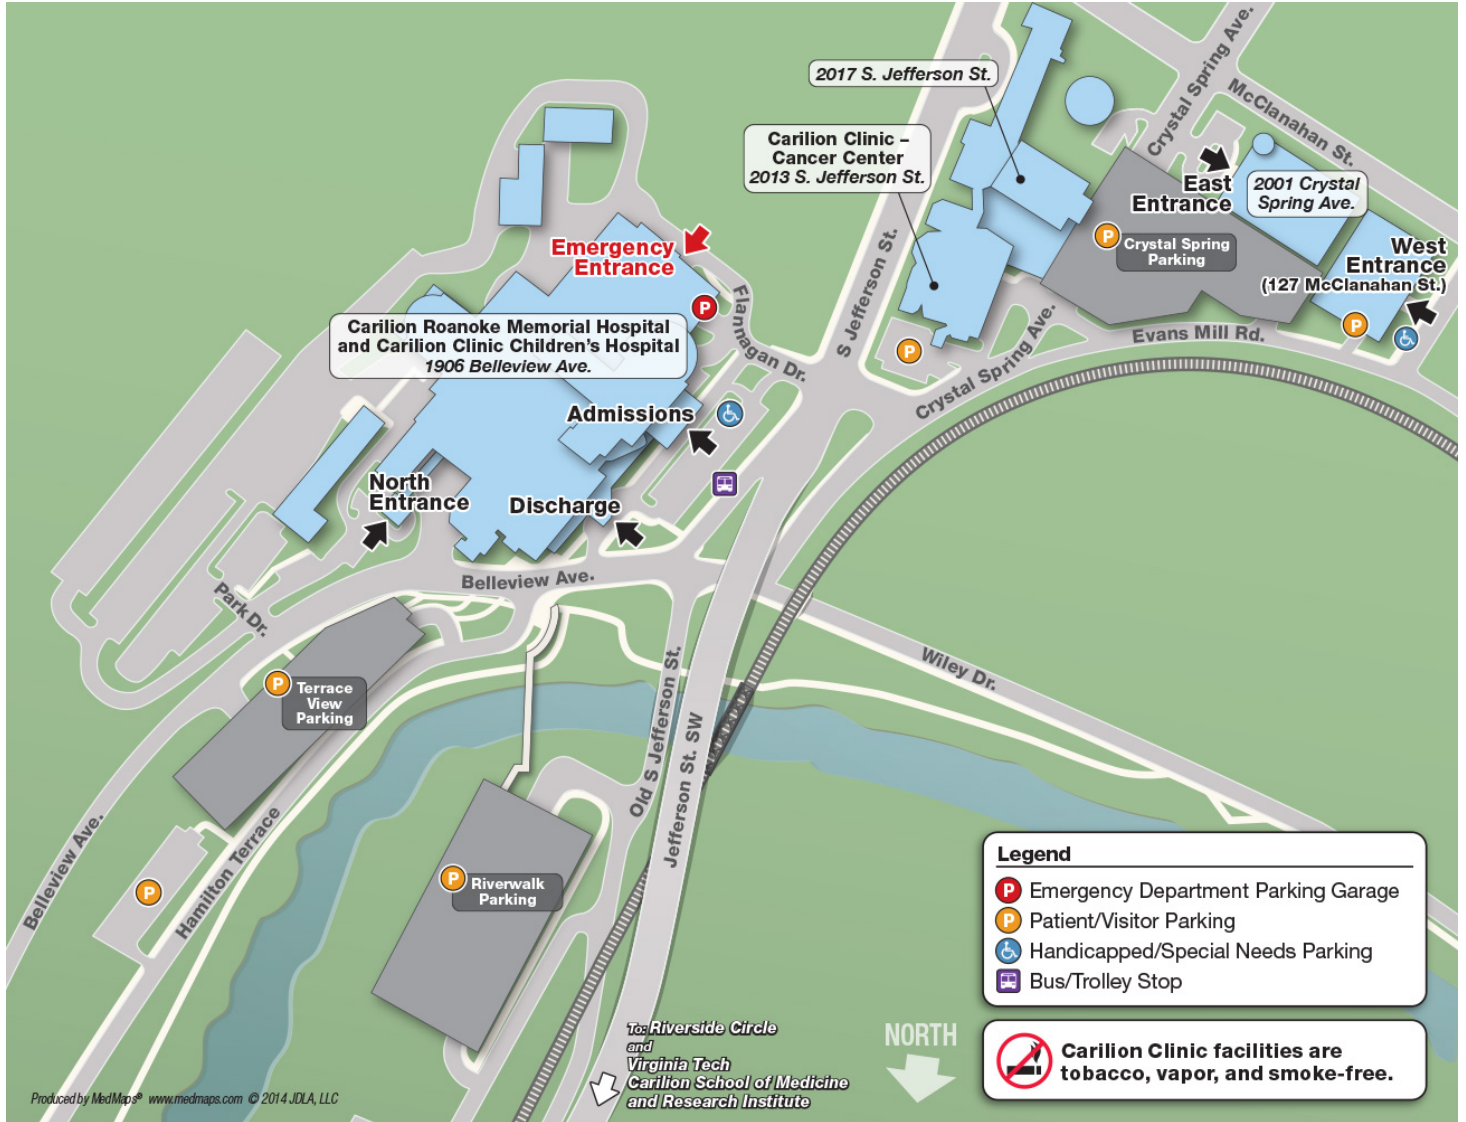 2017 S. Jefferson St.
Carilion Clinic –
Cancer Center
2013 S. Jefferson St.
Crystal Spring Ave.
McClanahan St.
East
Entrance
2001 Crystal
Spring Ave.
P
Crystal Spring
Parking
West
Entrance
(127 McClanahan St.)
P
Evans Mill Rd.
Emergency
Entrance
P
Flannagan Dr.
S Jefferson St.
P
Crystal Spring Ave.
Carilion Roanoke Memorial Hospital
and Carilion Clinic Children's Hospital
1906 Belleview Ave.
Admissions
North
Entrance
Discharge
Belleview Ave.
Park Dr.
P
Terrace
View
Parking
Wiley Dr.
Old S Jefferson St.
Jefferson St. SW
Belleview Ave.
Hamilton Terrace
P
P
Riverwalk
Parking
Legend
P Emergency Department Parking Garage
P Patient/Visitor Parking
Handicapped/Special Needs Parking
Bus/Trolley Stop
To: Riverside Circle
and
Virginia Tech
Carilion School of Medicine
and Research Institute
NORTH
Carilion Clinic facilities are
tobacco, vapor, and smoke-free.
Produced by MedMaps® www.medmaps.com © 2014 JDLA, LLC